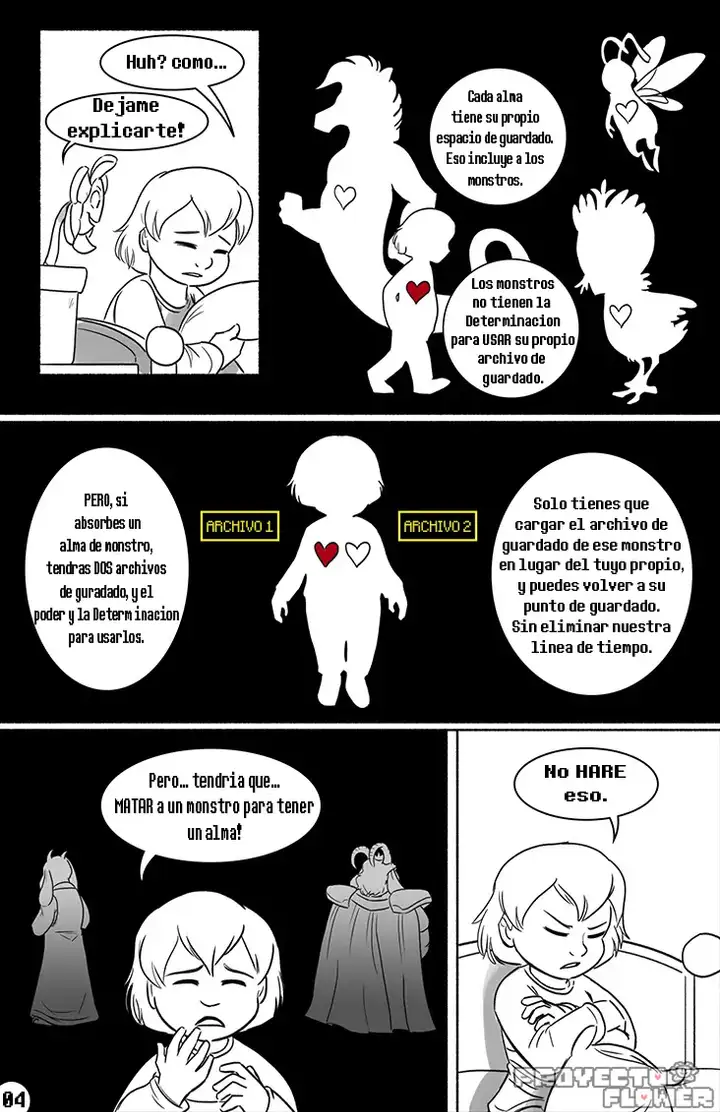 Huh? como...
Dejame
explicarte!
Cada alma
tiene su propio
espacio de guardado.
Eso incluye a los
monstros.
Los monstros
no tienen la
Determinacion
para USAR su propio
archivo de
guardado.
PERO, si
absorbes un
alma de monstro,
tendras DOS archivos
de guradado, y el
poder y la Determinacion
para usarlos.
ARCHIVO 1
ARCHIVO 2
Solo tienes que
cargar el archivo de
guardado de ese monstro
en lugar del tuyo propio,
y puedes volver a su
punto de guardado.
Sin eliminar nuestra
linea de tiempo.
Pero... tendria que...
MATAR a un monstro para tener
un alma!
No HARE
eso.
04
PROYECTO
FLOWER